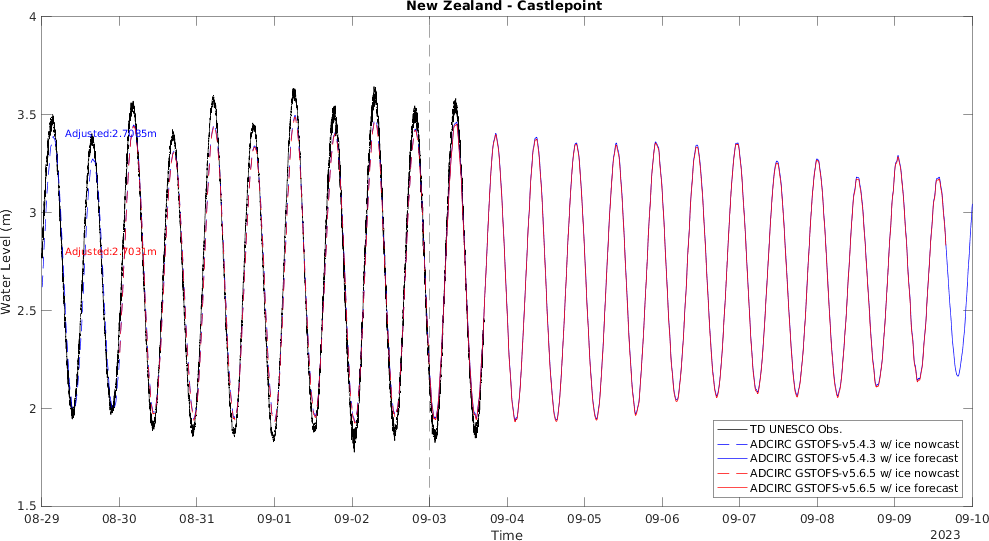 New Zealand - Castlepoint
4
3.5
3
2.5
2
1.5
Water Level (m)
Adjusted:2.7085m
Adjusted:2.7031m
TD UNESCO Obs.
ADCIRC GSTOFS-v5.4.3 w/ ice nowcast
ADCIRC GSTOFS-v5.4.3 w/ ice forecast
ADCIRC GSTOFS-v5.6.5 w/ ice nowcast
ADCIRC GSTOFS-v5.6.5 w/ ice forecast
08-29 08-30 08-31 09-01 09-02 09-03 09-04 09-05 09-06 09-07 09-08 09-09 09-10
Time
2023